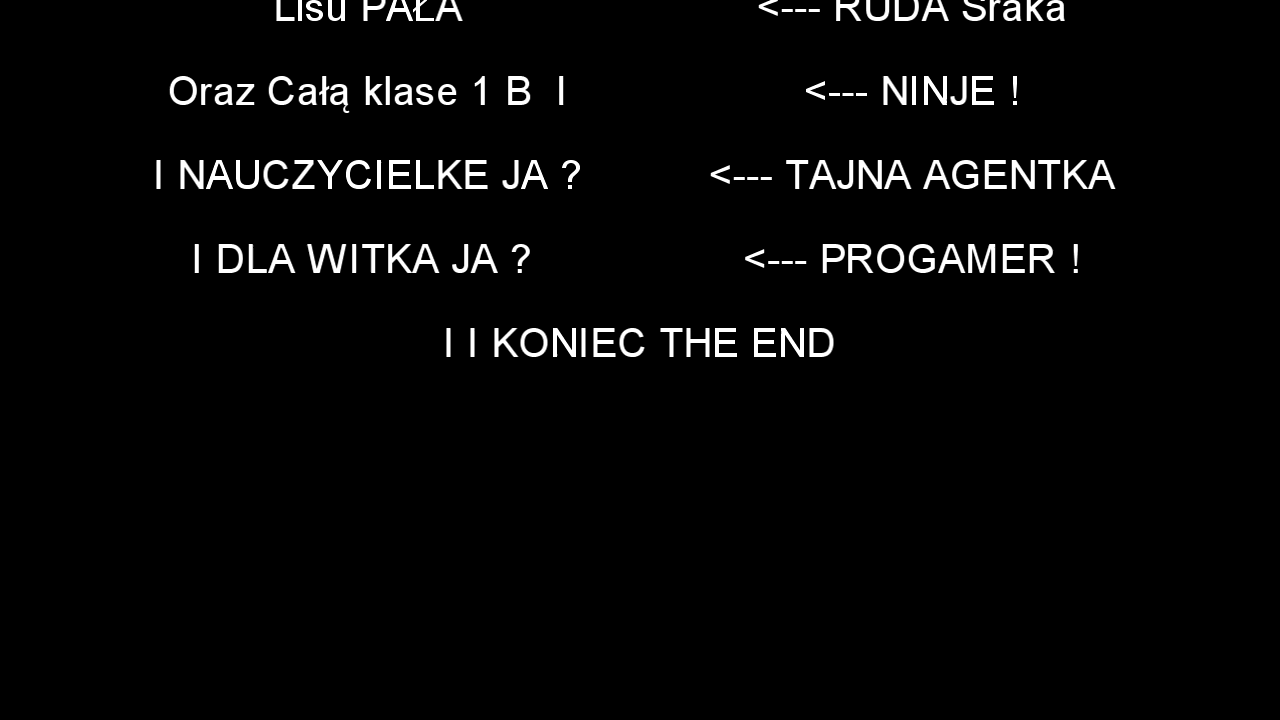 Lisu PAŁA <--- RUDA Sraka
Oraz Całą klase 1 B  I <--- NINJE !
I NAUCZYCIELKE JA ? <--- TAJNA AGENTKA
I DLA WITKA JA ? <--- PROGAMER !
I I KONIEC THE END